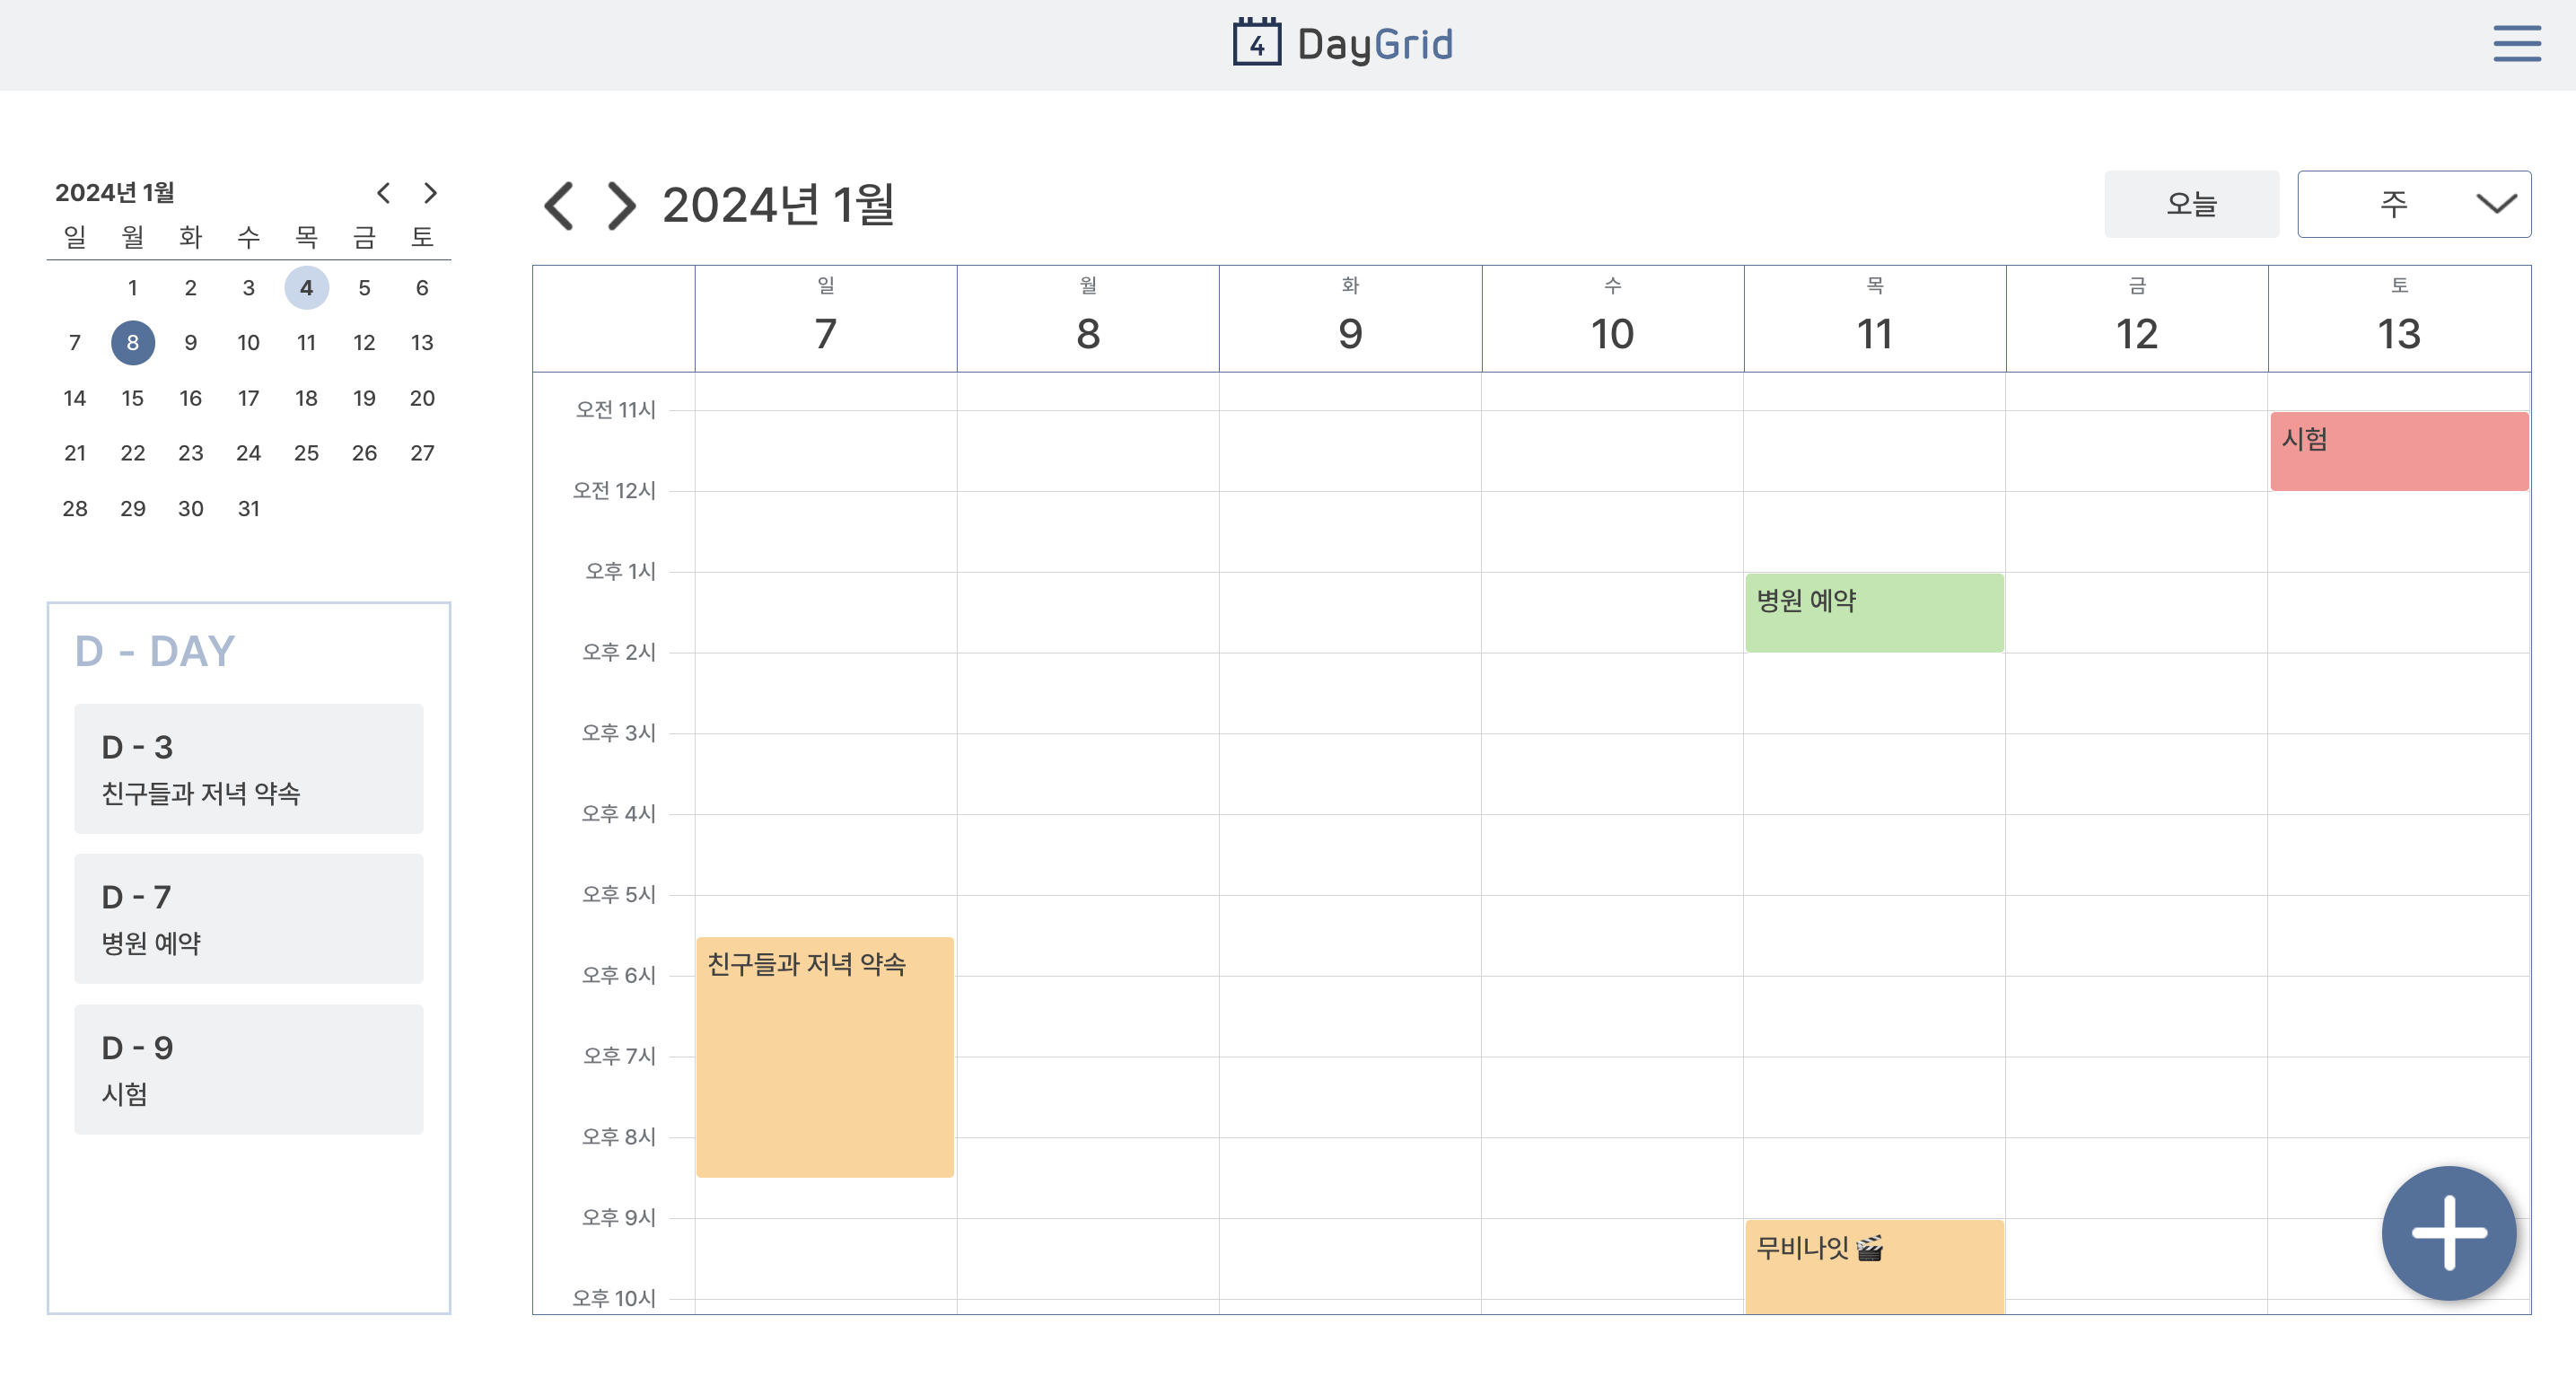 4 DayGrid
2024년 1월
일 월 화 수 목 금 토
1 2 3 4 5 6
7 8 9 10 11 12 13
14 15 16 17 18 19 20
21 22 23 24 25 26 27
28 29 30 31
D - DAY
D - 3
친구들과 저녁 약속
D - 7
병원 예약
D - 9
시험
2024년 1월
오늘
주
일 월 화 수 목 금 토
7 8 9 10 11 12 13
오전 11시
시험
오전 12시
오후 1시
병원 예약
오후 2시
오후 3시
오후 4시
오후 5시
친구들과 저녁 약속
오후 6시
오후 7시
오후 8시
오후 9시
무비나잇 🎬
오후 10시